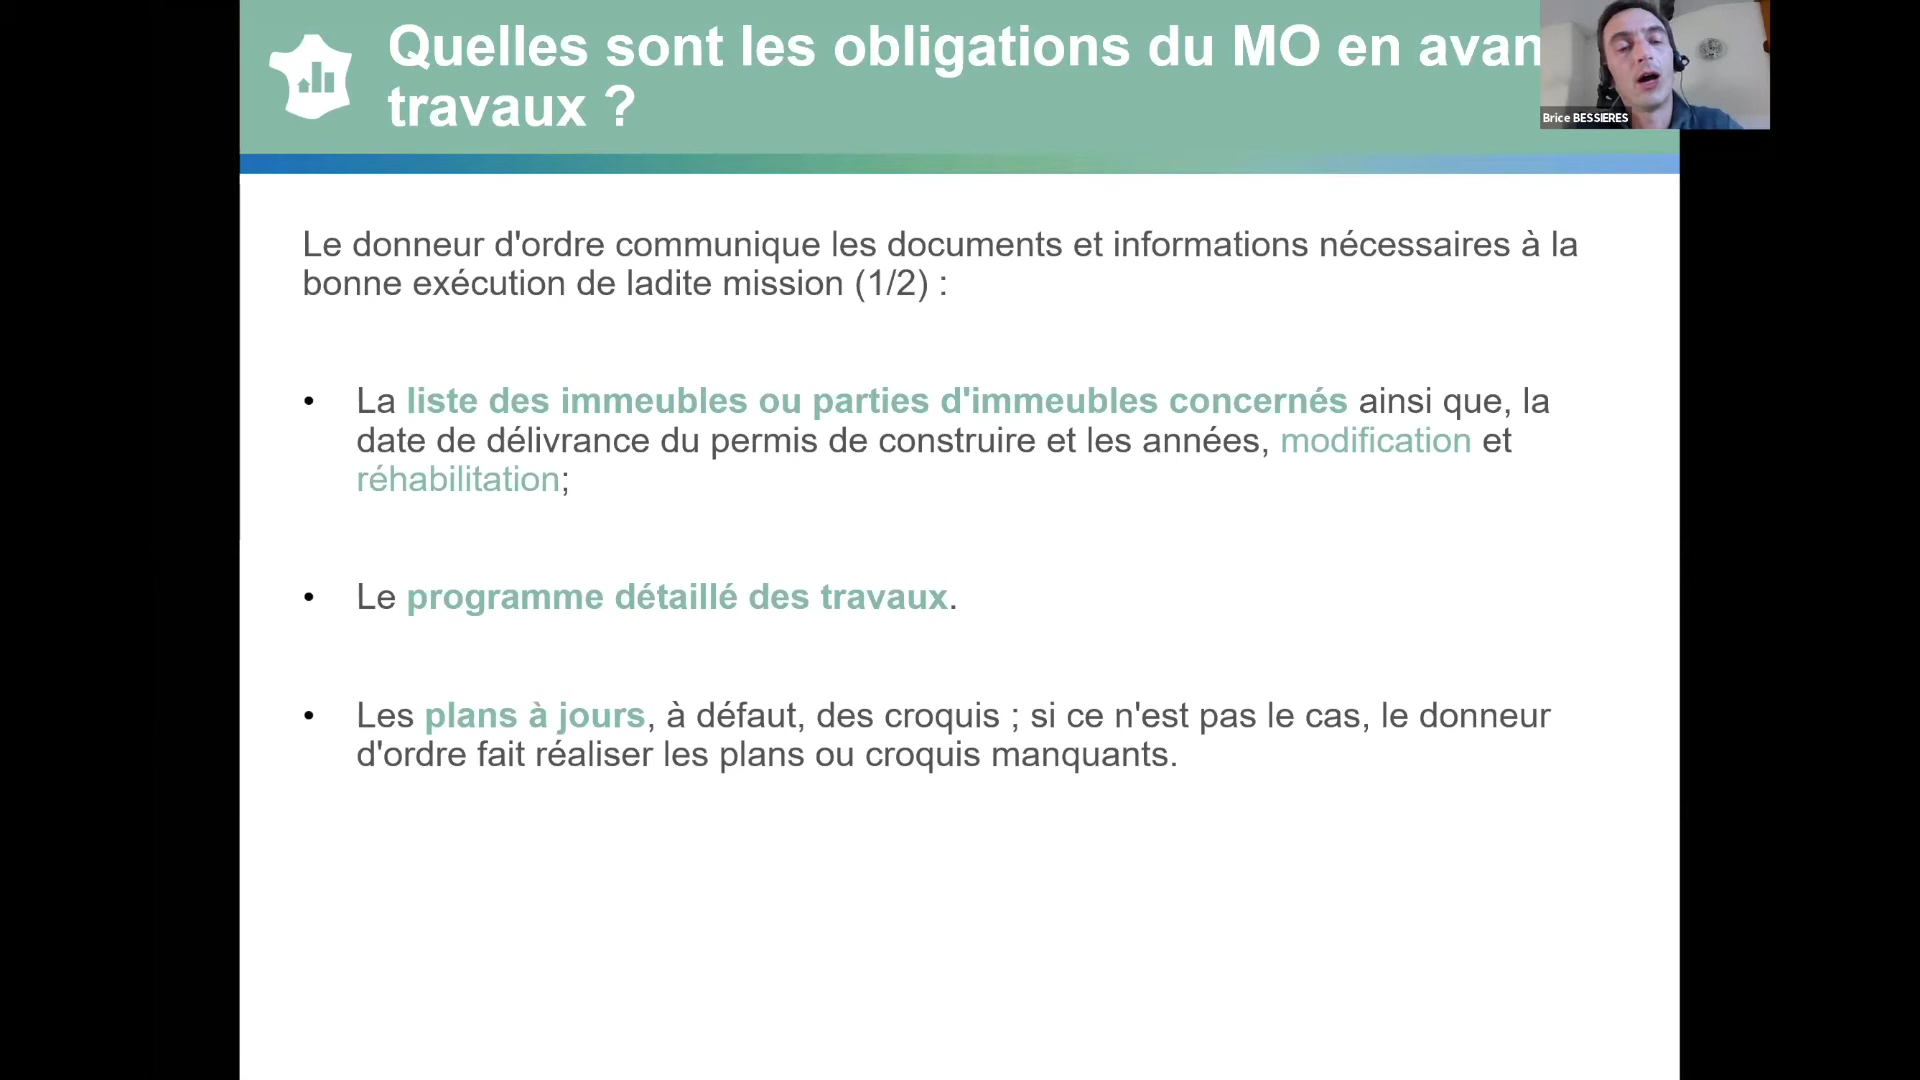 Quelles sont les obligations du MO en avan
travaux ?
Brice BESSIERES
Le donneur d'ordre communique les documents et informations nécessaires à la
bonne exécution de ladite mission (1/2) :
• La liste des immeubles ou parties d'immeubles concernés ainsi que, la
date de délivrance du permis de construire et les années, modification et
réhabilitation;
• Le programme détaillé des travaux.
• Les plans à jours, à défaut, des croquis ; si ce n'est pas le cas, le donneur
d'ordre fait réaliser les plans ou croquis manquants.